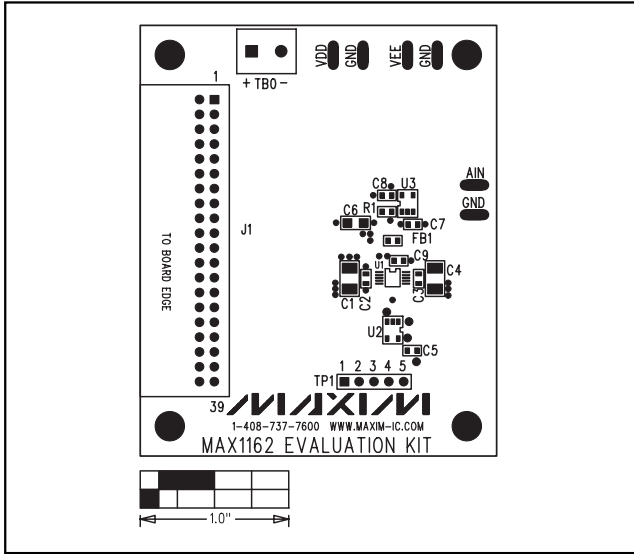 VDD
GND
VEE
GND
+ TB0 -
1
AIN
GND
C8
U3
R1
C6
C7
FB1
J1
TO BOARD EDGE
C9
U1
C1
C2
C3
C4
U2
C5
1 2 3 4 5
TP1
39
MAXIM
1-408-737-7600 WWW.MAXIM-IC.COM
MAX1162 EVALUATION KIT
1.0"